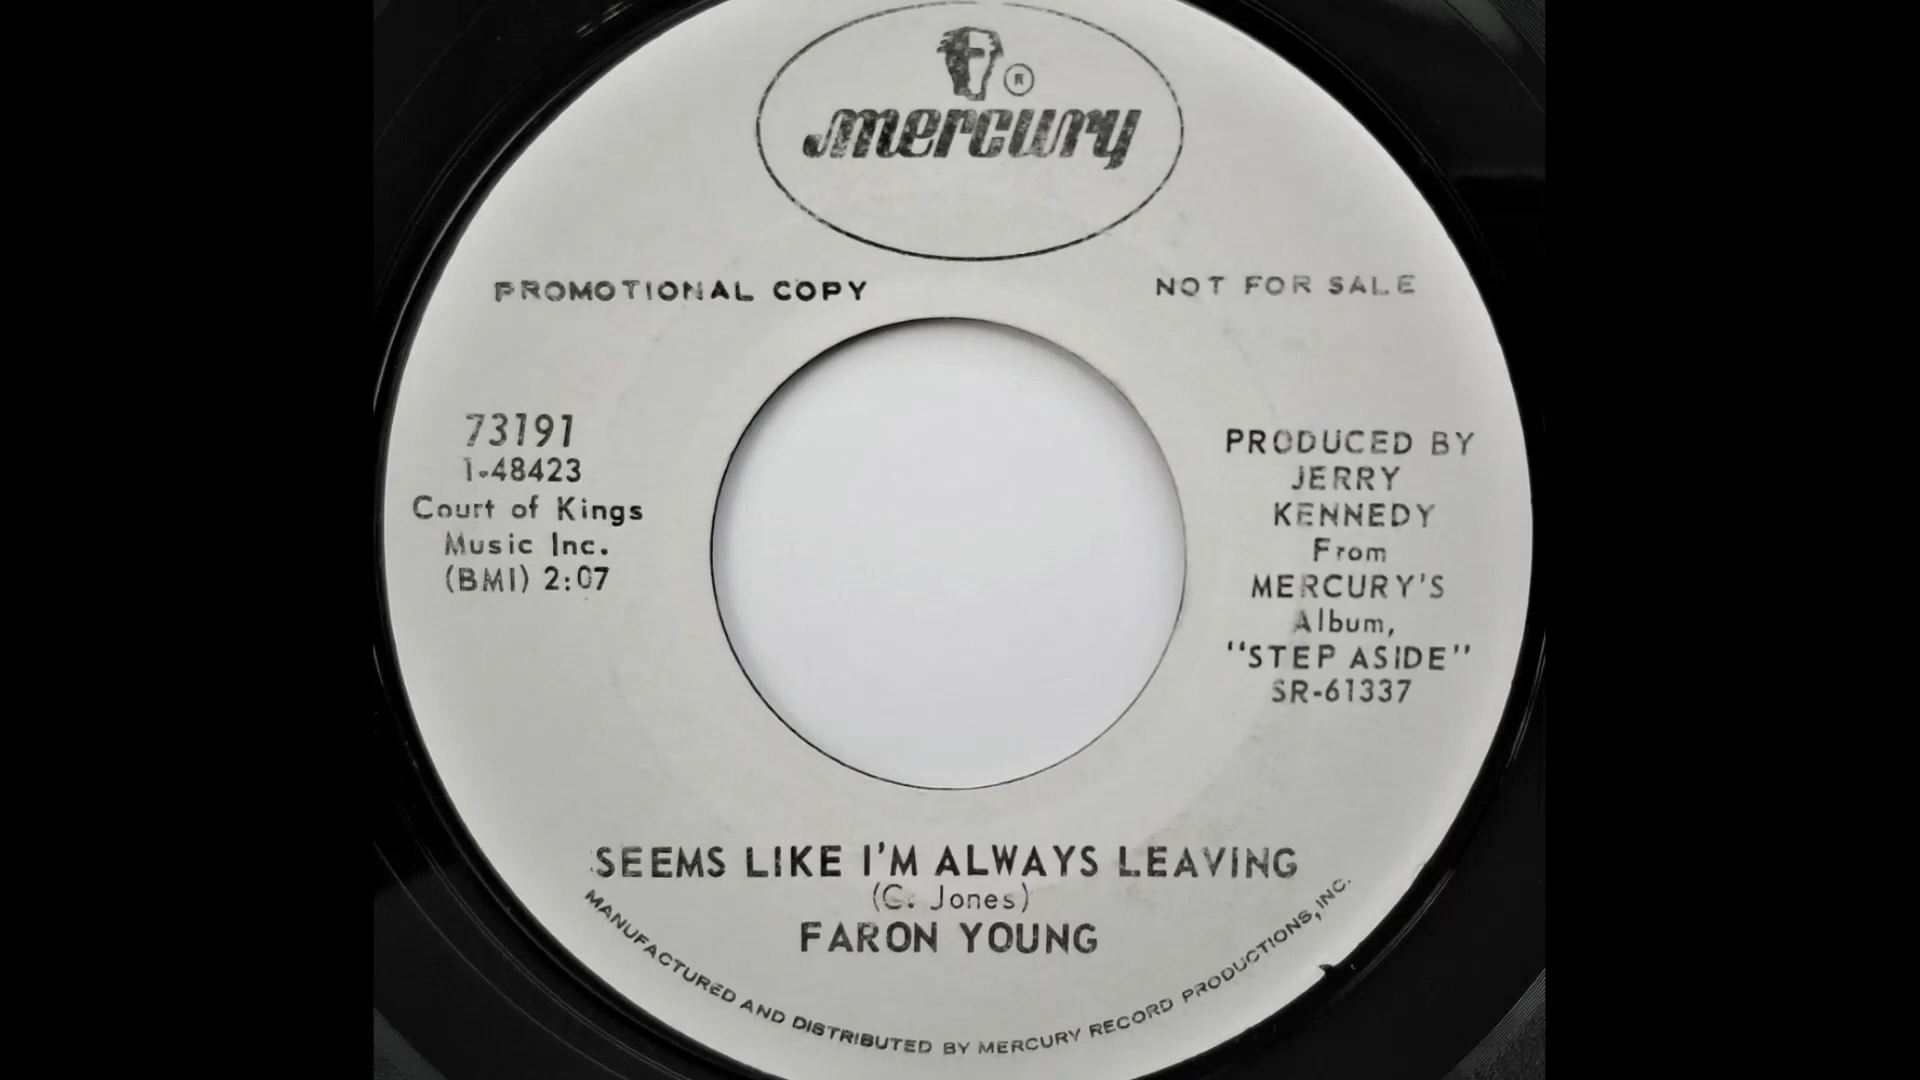 mercury
®
PROMOTIONAL COPY
NOT FOR SALE
73191
1-48423
Court of Kings
Music Inc.
(BMI) 2:07
PRODUCED BY
JERRY
KENNEDY
From
MERCURY'S
Album,
"STEP ASIDE"
SR-61337
SEEMS LIKE I'M ALWAYS LEAVING
(C. Jones)
FARON YOUNG
MANUFACTURED AND DISTRIBUTED BY MERCURY RECORD PRODUCTIONS, INC.